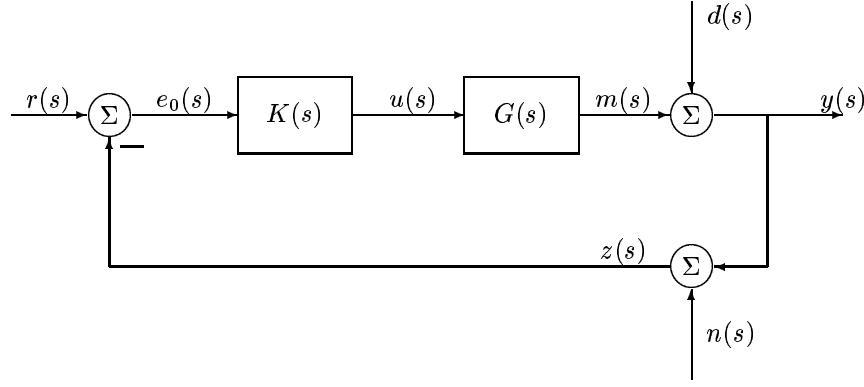 d(s)
r(s)
Σ
e₀(s)
K(s)
u(s)
G(s)
m(s)
Σ
y(s)
−
z(s)
Σ
n(s)